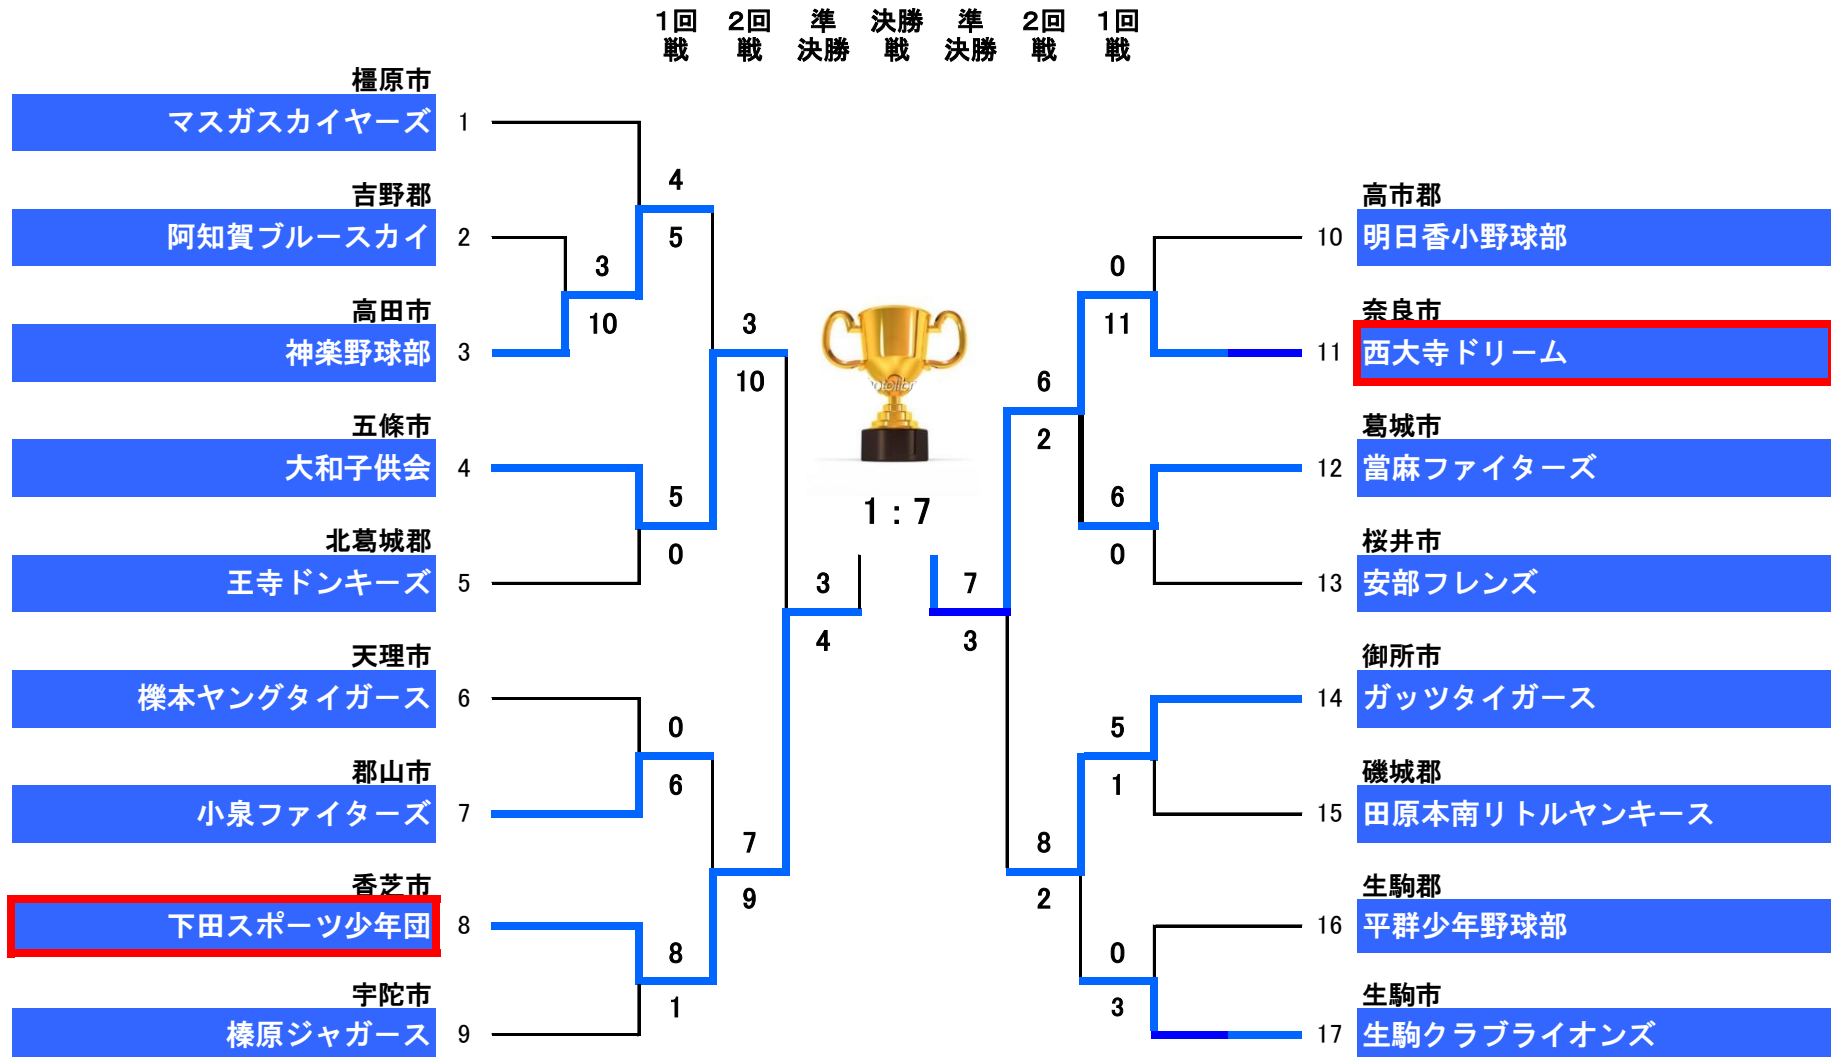 1回戦 2回戦 準決勝 決勝戦 準決勝 2回戦 1回戦
橿原市
マスガスカイヤーズ 1
吉野郡
阿知賀ブルースカイ 2
高田市
神楽野球部 3
五條市
大和子供会 4
北葛城郡
王寺ドンキーズ 5
天理市
櫟本ヤングタイガース 6
郡山市
小泉ファイターズ 7
香芝市
下田スポーツ少年団 8
宇陀市
榛原ジャガース 9
4
5
3
10
3
10
5
0
3
4
0
6
7
9
8
1
1：7
高市郡
10 明日香小野球部
奈良市
11 西大寺ドリーム
葛城市
12 當麻ファイターズ
桜井市
13 安部フレンズ
御所市
14 ガッツタイガース
磯城郡
15 田原本南リトルヤンキース
生駒郡
16 平群少年野球部
生駒市
17 生駒クラブライオンズ
0
11
6
2
6
0
7
3
5
1
8
2
0
3